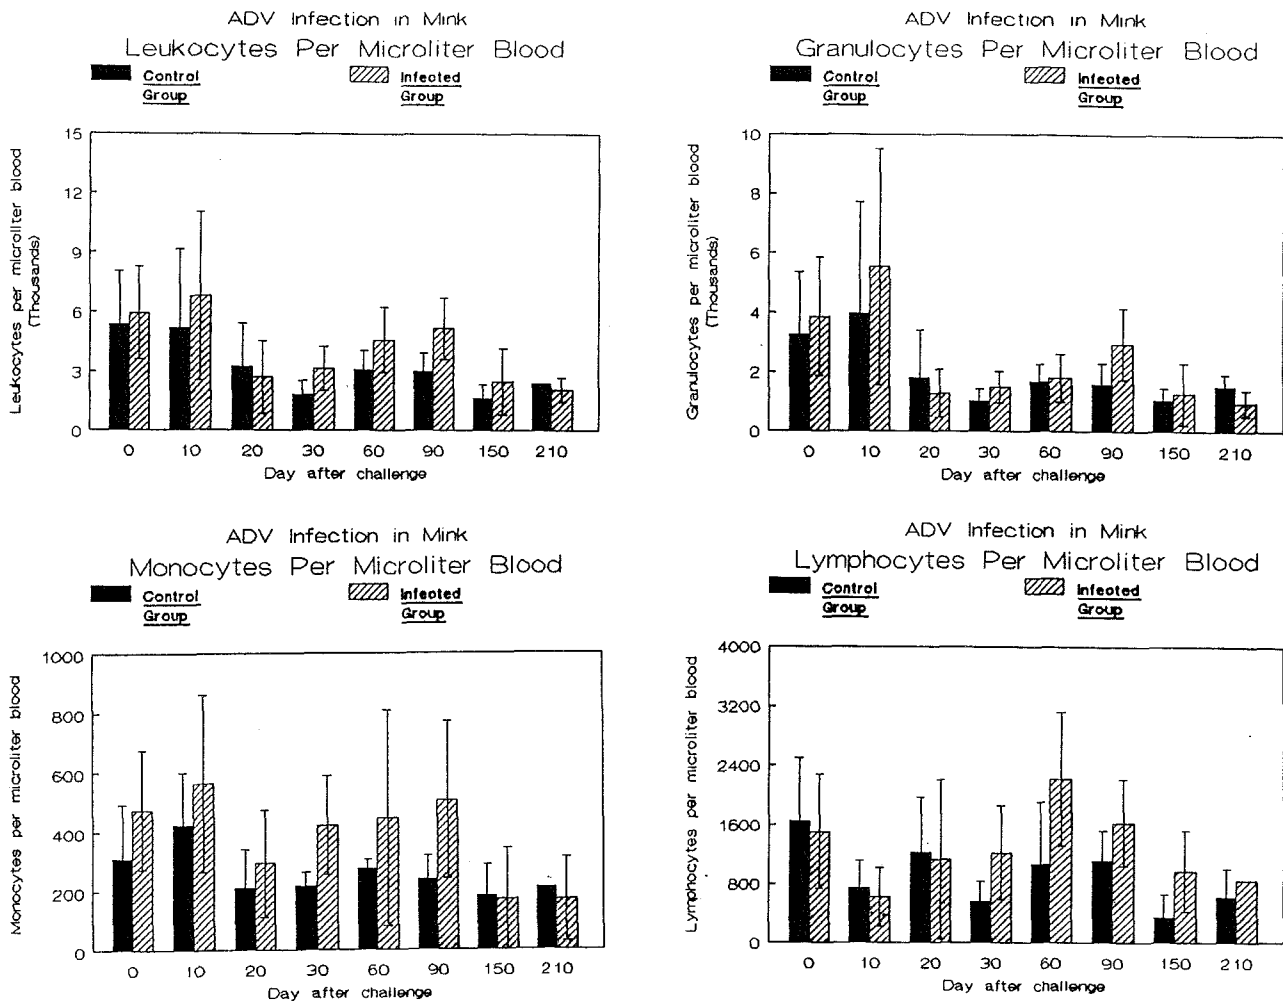 ADV Infection in Mink
Leukocytes Per Microliter Blood
Control
Group
Infeoted
Group
Leukocytes per microliter blood
(Thousands)
15
12
9
6
3
0
0 10 20 30 60 90 150 210
Day after challenge
ADV Infection in Mink
Granulocytes Per Microliter Blood
Control
Group
Infeoted
Group
Granulocytes per microliter blood
(Thousands)
10
8
6
4
2
0
0 10 20 30 60 90 150 210
Day after challenge
ADV Infection in Mink
Monocytes Per Microliter Blood
Control
Group
Infeoted
Group
Monocytes per microliter blood
1000
800
600
400
200
0
0 10 20 30 60 90 150 210
Day after challenge
ADV Infection in Mink
Lymphocytes Per Microliter Blood
Control
Group
Infeoted
Group
Lymphocytes per microliter blood
4000
3200
2400
1600
800
0
0 10 20 30 60 90 150 210
Day after challenge